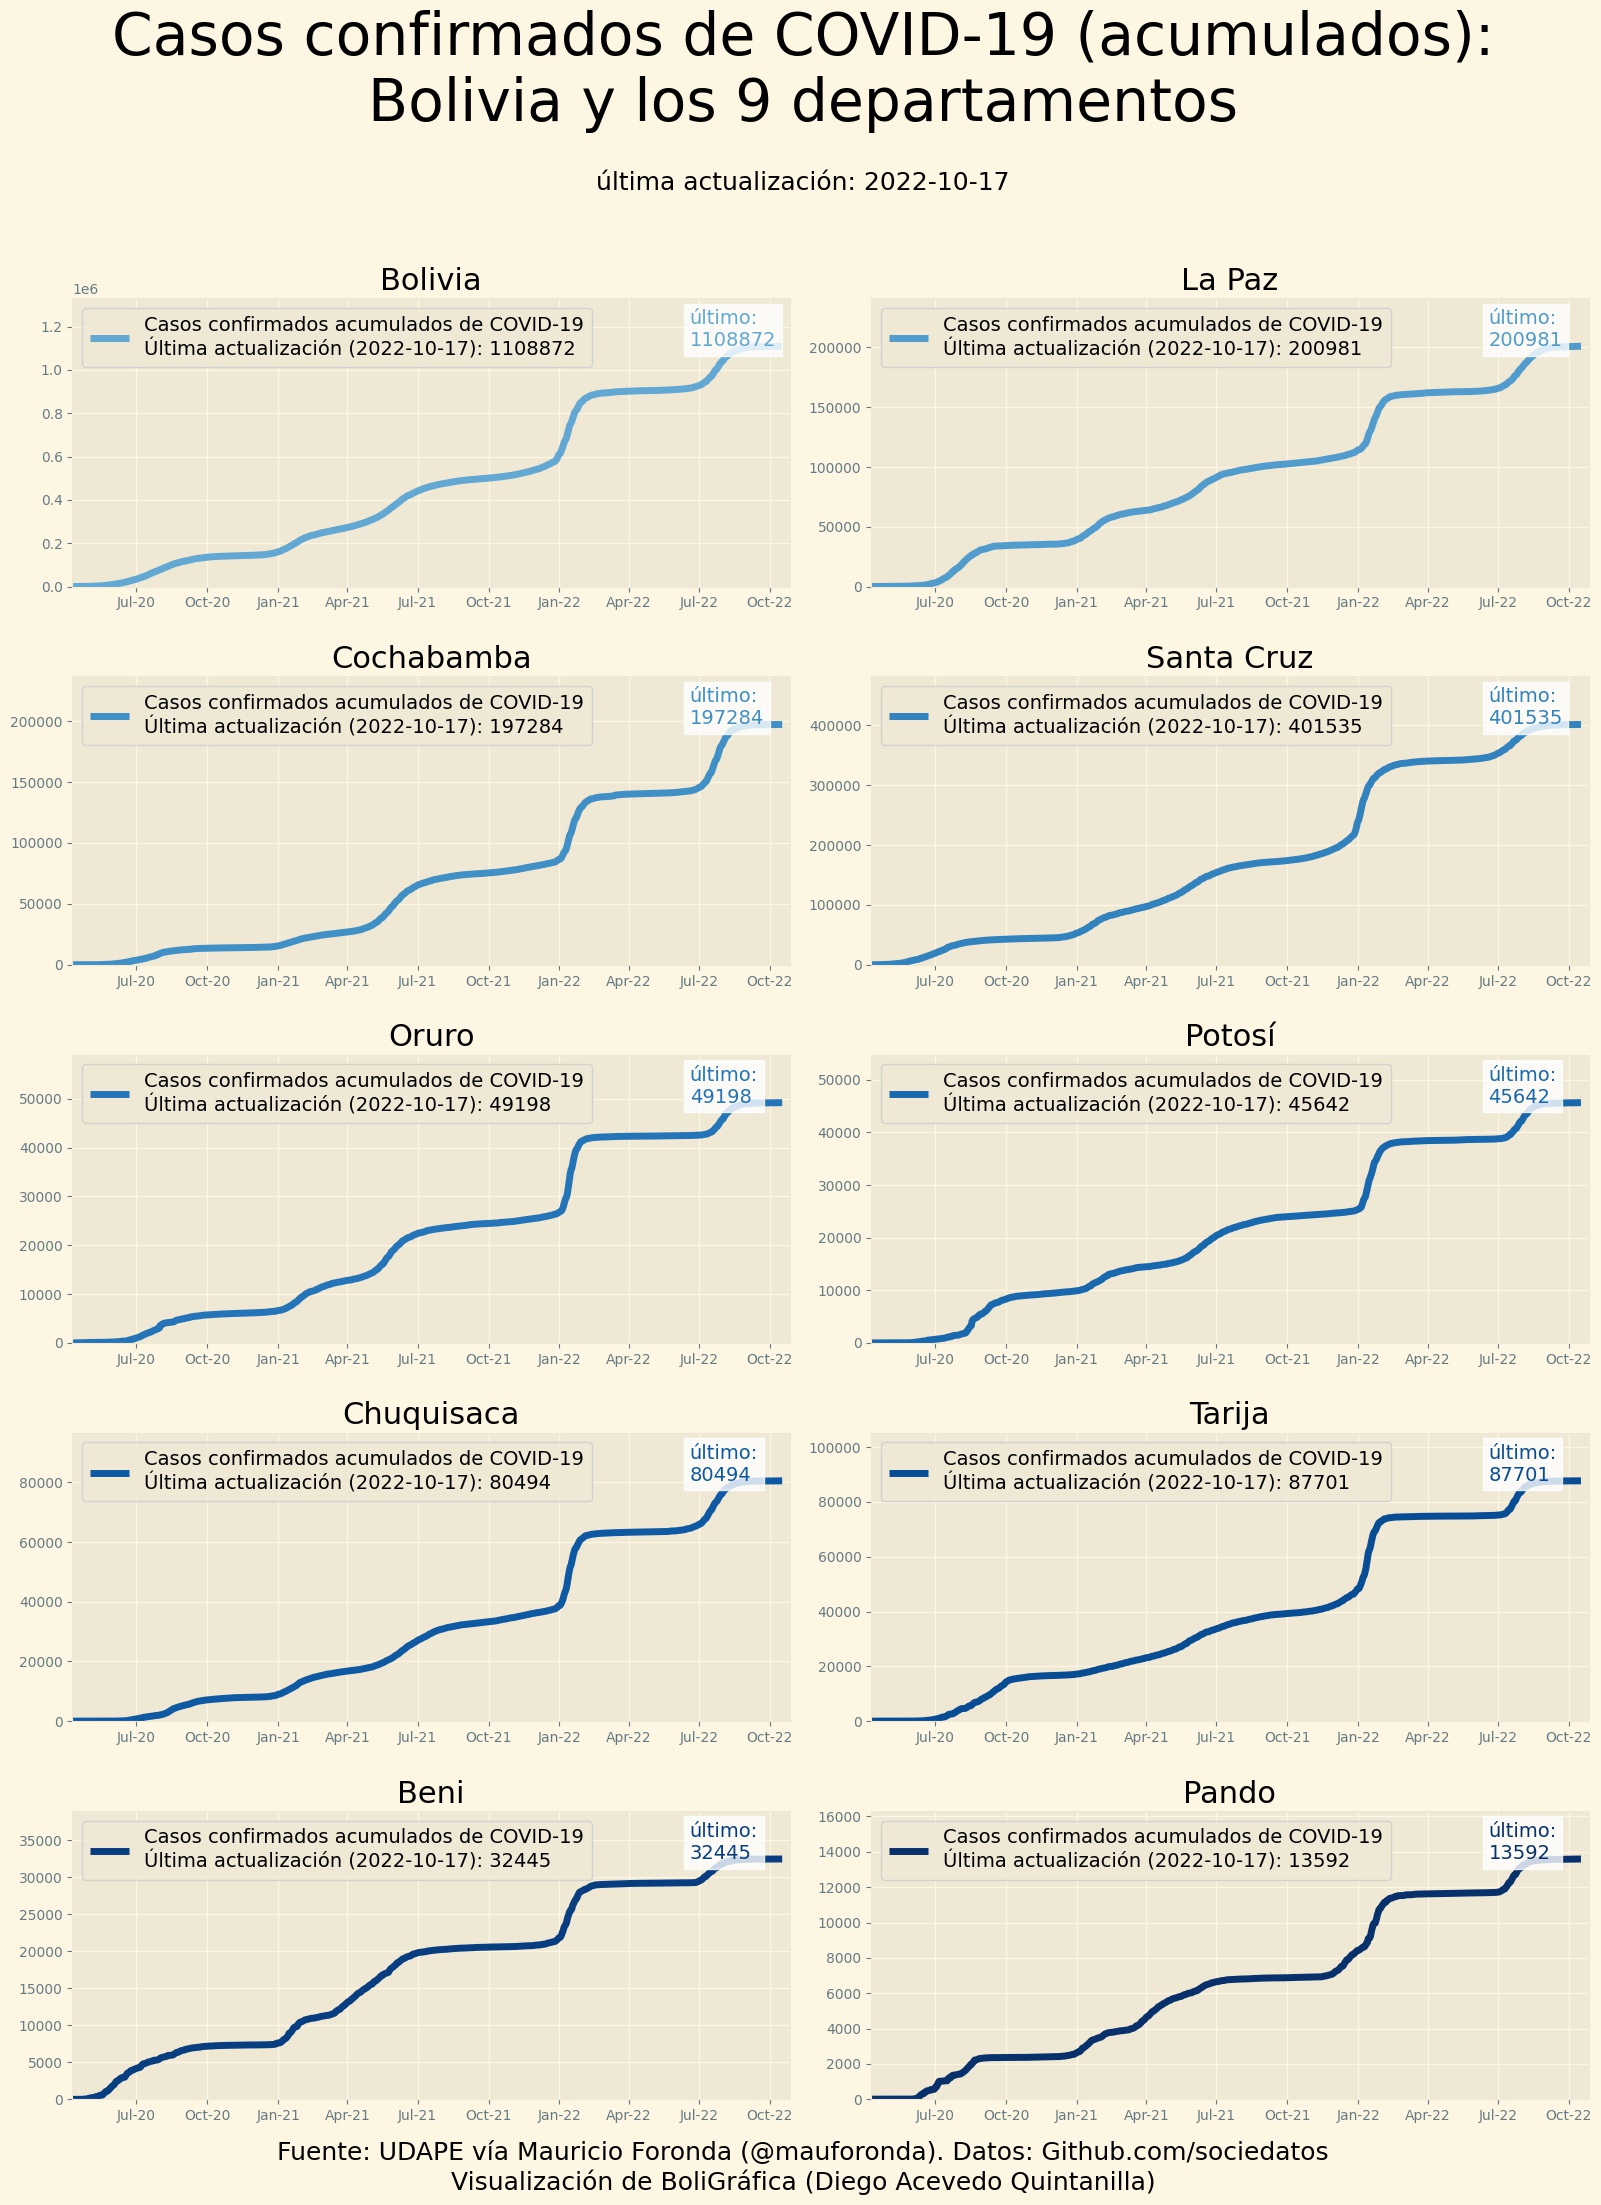 Casos confirmados de COVID-19 (acumulados):
Bolivia y los 9 departamentos
última actualización: 2022-10-17
Bolivia
1e6
Casos confirmados acumulados de COVID-19
Última actualización (2022-10-17): 1108872
último:
1108872
1.2
1.0
0.8
0.6
0.4
0.2
0.0
Jul-20 Oct-20 Jan-21 Apr-21 Jul-21 Oct-21 Jan-22 Apr-22 Jul-22 Oct-22
La Paz
Casos confirmados acumulados de COVID-19
Última actualización (2022-10-17): 200981
último:
200981
200000
150000
100000
50000
0
Jul-20 Oct-20 Jan-21 Apr-21 Jul-21 Oct-21 Jan-22 Apr-22 Jul-22 Oct-22
Cochabamba
Casos confirmados acumulados de COVID-19
Última actualización (2022-10-17): 197284
último:
197284
200000
150000
100000
50000
0
Jul-20 Oct-20 Jan-21 Apr-21 Jul-21 Oct-21 Jan-22 Apr-22 Jul-22 Oct-22
Santa Cruz
Casos confirmados acumulados de COVID-19
Última actualización (2022-10-17): 401535
último:
401535
400000
300000
200000
100000
0
Jul-20 Oct-20 Jan-21 Apr-21 Jul-21 Oct-21 Jan-22 Apr-22 Jul-22 Oct-22
Oruro
Casos confirmados acumulados de COVID-19
Última actualización (2022-10-17): 49198
último:
49198
50000
40000
30000
20000
10000
0
Jul-20 Oct-20 Jan-21 Apr-21 Jul-21 Oct-21 Jan-22 Apr-22 Jul-22 Oct-22
Potosí
Casos confirmados acumulados de COVID-19
Última actualización (2022-10-17): 45642
último:
45642
50000
40000
30000
20000
10000
0
Jul-20 Oct-20 Jan-21 Apr-21 Jul-21 Oct-21 Jan-22 Apr-22 Jul-22 Oct-22
Chuquisaca
Casos confirmados acumulados de COVID-19
Última actualización (2022-10-17): 80494
último:
80494
80000
60000
40000
20000
0
Jul-20 Oct-20 Jan-21 Apr-21 Jul-21 Oct-21 Jan-22 Apr-22 Jul-22 Oct-22
Tarija
Casos confirmados acumulados de COVID-19
Última actualización (2022-10-17): 87701
último:
87701
100000
80000
60000
40000
20000
0
Jul-20 Oct-20 Jan-21 Apr-21 Jul-21 Oct-21 Jan-22 Apr-22 Jul-22 Oct-22
Beni
Casos confirmados acumulados de COVID-19
Última actualización (2022-10-17): 32445
último:
32445
35000
30000
25000
20000
15000
10000
5000
0
Jul-20 Oct-20 Jan-21 Apr-21 Jul-21 Oct-21 Jan-22 Apr-22 Jul-22 Oct-22
Pando
Casos confirmados acumulados de COVID-19
Última actualización (2022-10-17): 13592
último:
13592
16000
14000
12000
10000
8000
6000
4000
2000
0
Jul-20 Oct-20 Jan-21 Apr-21 Jul-21 Oct-21 Jan-22 Apr-22 Jul-22 Oct-22
Fuente: UDAPE vía Mauricio Foronda (@mauforonda). Datos: Github.com/sociedatos
Visualización de BoliGráfica (Diego Acevedo Quintanilla)